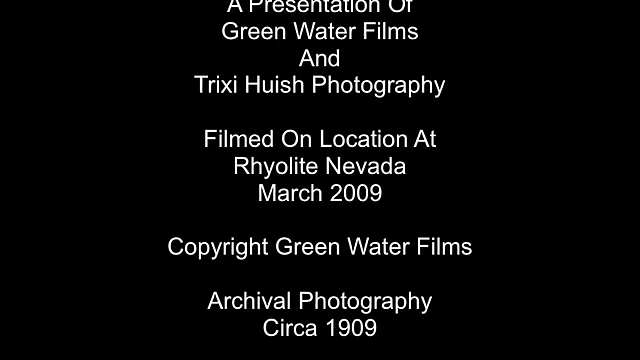 A Presentation Of
Green Water Films
And
Trixi Huish Photography
Filmed On Location At
Rhyolite Nevada
March 2009
Copyright Green Water Films
Archival Photography
Circa 1909